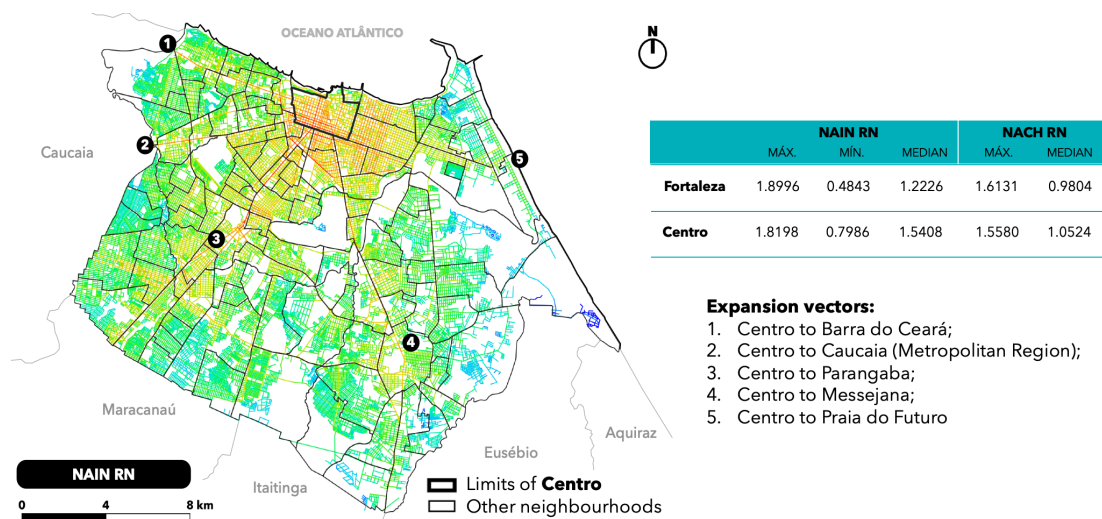 OCEANO ATLÂNTICO
N
1
2
Caucaia
5
3
4
Maracanaú
Aquiraz
Eusébio
Itaitinga
NAIN RN
0 4 8 km
Limits of Centro
Other neighbourhoods
NAIN RN NACH RN
MÁX. MÍN. MEDIAN MÁX. MEDIAN
Fortaleza 1.8996 0.4843 1.2226 1.6131 0.9804
Centro 1.8198 0.7986 1.5408 1.5580 1.0524
Expansion vectors:
1. Centro to Barra do Ceará;
2. Centro to Caucaia (Metropolitan Region);
3. Centro to Parangaba;
4. Centro to Messejana;
5. Centro to Praia do Futuro